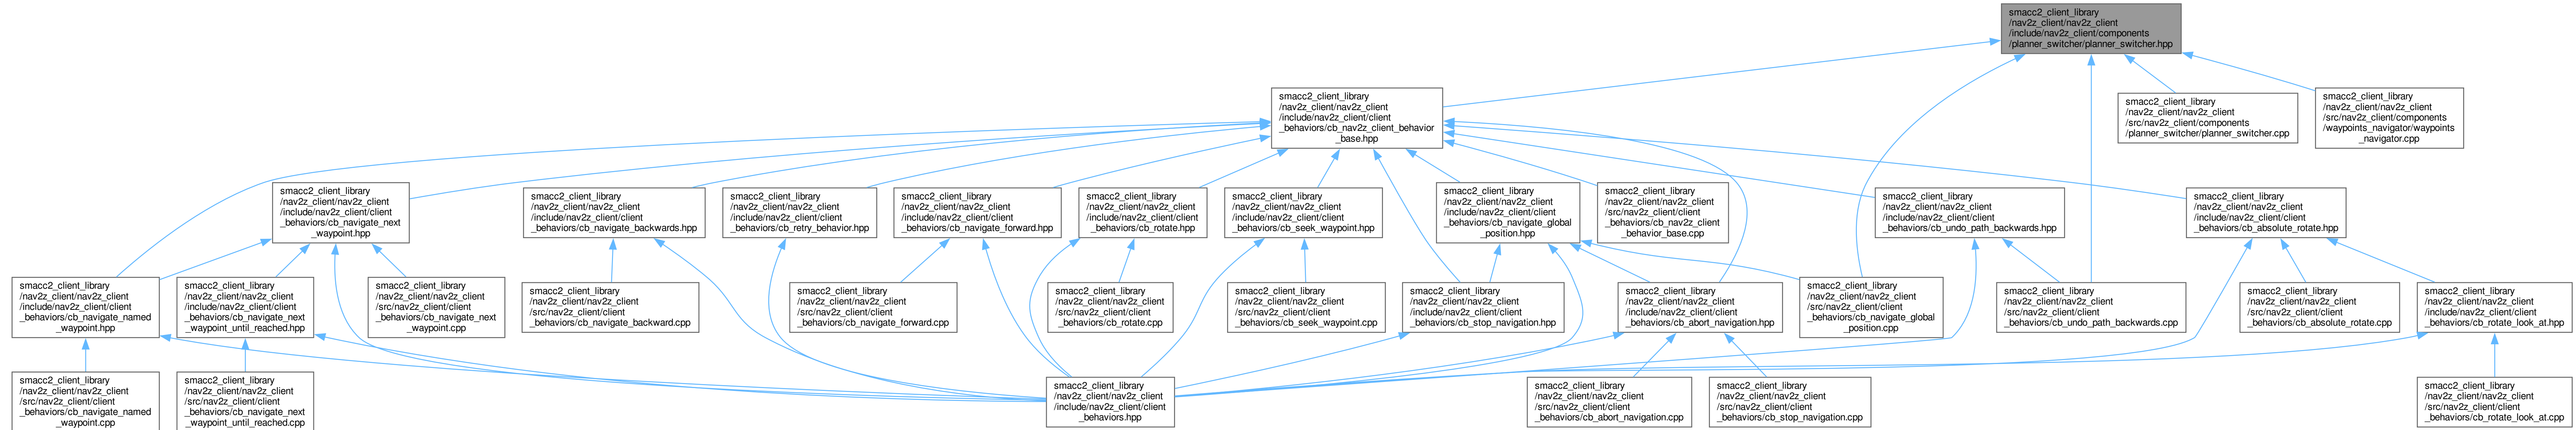 smacc2_client_library
/nav2z_client/nav2z_client
/include/nav2z_client/components
/planner_switcher/planner_switcher.hpp
smacc2_client_library
/nav2z_client/nav2z_client
/include/nav2z_client/client
_behaviors/cb_nav2z_client_behavior
_base.hpp
smacc2_client_library
/nav2z_client/nav2z_client
/src/nav2z_client/components
/planner_switcher/planner_switcher.cpp
smacc2_client_library
/nav2z_client/nav2z_client
/src/nav2z_client/components
/waypoints_navigator/waypoints
_navigator.cpp
smacc2_client_library
/nav2z_client/nav2z_client
/include/nav2z_client/client
_behaviors/cb_navigate_next
_waypoint.hpp
smacc2_client_library
/nav2z_client/nav2z_client
/include/nav2z_client/client
_behaviors/cb_navigate_backwards.hpp
smacc2_client_library
/nav2z_client/nav2z_client
/include/nav2z_client/client
_behaviors/cb_retry_behavior.hpp
smacc2_client_library
/nav2z_client/nav2z_client
/include/nav2z_client/client
_behaviors/cb_navigate_forward.hpp
smacc2_client_library
/nav2z_client/nav2z_client
/include/nav2z_client/client
_behaviors/cb_rotate.hpp
smacc2_client_library
/nav2z_client/nav2z_client
/include/nav2z_client/client
_behaviors/cb_seek_waypoint.hpp
smacc2_client_library
/nav2z_client/nav2z_client
/include/nav2z_client/client
_behaviors/cb_navigate_global
_position.hpp
smacc2_client_library
/nav2z_client/nav2z_client
/src/nav2z_client/client
_behaviors/cb_nav2z_client
_behavior_base.cpp
smacc2_client_library
/nav2z_client/nav2z_client
/include/nav2z_client/client
_behaviors/cb_undo_path_backwards.hpp
smacc2_client_library
/nav2z_client/nav2z_client
/include/nav2z_client/client
_behaviors/cb_absolute_rotate.hpp
smacc2_client_library
/nav2z_client/nav2z_client
/include/nav2z_client/client
_behaviors/cb_navigate_named
_waypoint.hpp
smacc2_client_library
/nav2z_client/nav2z_client
/include/nav2z_client/client
_behaviors/cb_navigate_next
_waypoint_until_reached.hpp
smacc2_client_library
/nav2z_client/nav2z_client
/src/nav2z_client/client
_behaviors/cb_navigate_next
_waypoint.cpp
smacc2_client_library
/nav2z_client/nav2z_client
/src/nav2z_client/client
_behaviors/cb_navigate_backward.cpp
smacc2_client_library
/nav2z_client/nav2z_client
/src/nav2z_client/client
_behaviors/cb_navigate_forward.cpp
smacc2_client_library
/nav2z_client/nav2z_client
/src/nav2z_client/client
_behaviors/cb_rotate.cpp
smacc2_client_library
/nav2z_client/nav2z_client
/src/nav2z_client/client
_behaviors/cb_seek_waypoint.cpp
smacc2_client_library
/nav2z_client/nav2z_client
/include/nav2z_client/client
_behaviors/cb_stop_navigation.hpp
smacc2_client_library
/nav2z_client/nav2z_client
/include/nav2z_client/client
_behaviors/cb_abort_navigation.hpp
smacc2_client_library
/nav2z_client/nav2z_client
/src/nav2z_client/client
_behaviors/cb_navigate_global
_position.cpp
smacc2_client_library
/nav2z_client/nav2z_client
/src/nav2z_client/client
_behaviors/cb_undo_path_backwards.cpp
smacc2_client_library
/nav2z_client/nav2z_client
/src/nav2z_client/client
_behaviors/cb_absolute_rotate.cpp
smacc2_client_library
/nav2z_client/nav2z_client
/include/nav2z_client/client
_behaviors/cb_rotate_look_at.hpp
smacc2_client_library
/nav2z_client/nav2z_client
/src/nav2z_client/client
_behaviors/cb_navigate_named
_waypoint.cpp
smacc2_client_library
/nav2z_client/nav2z_client
/src/nav2z_client/client
_behaviors/cb_navigate_next
_waypoint_until_reached.cpp
smacc2_client_library
/nav2z_client/nav2z_client
/include/nav2z_client/client
_behaviors.hpp
smacc2_client_library
/nav2z_client/nav2z_client
/src/nav2z_client/client
_behaviors/cb_abort_navigation.cpp
smacc2_client_library
/nav2z_client/nav2z_client
/src/nav2z_client/client
_behaviors/cb_stop_navigation.cpp
smacc2_client_library
/nav2z_client/nav2z_client
/src/nav2z_client/client
_behaviors/cb_rotate_look_at.cpp